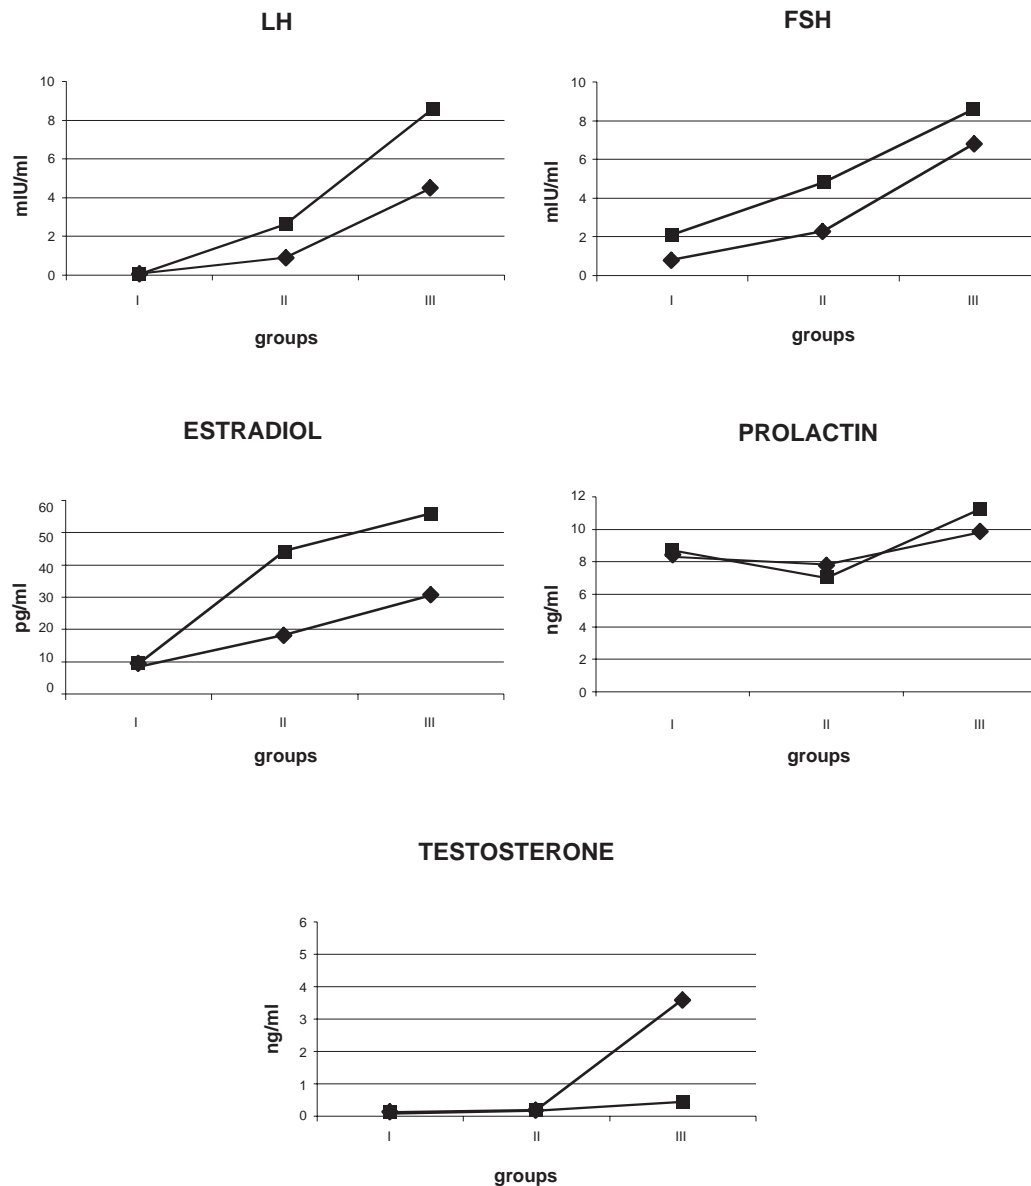 LH
10
8
6
4
2
0
mIU/ml
I II III
groups
FSH
10
8
6
4
2
0
mIU/ml
I II III
groups
ESTRADIOL
60
50
40
30
20
10
0
pg/ml
I II III
groups
PROLACTIN
12
10
8
6
4
2
0
ng/ml
I II III
groups
TESTOSTERONE
6
5
4
3
2
1
0
ng/ml
I II III
groups